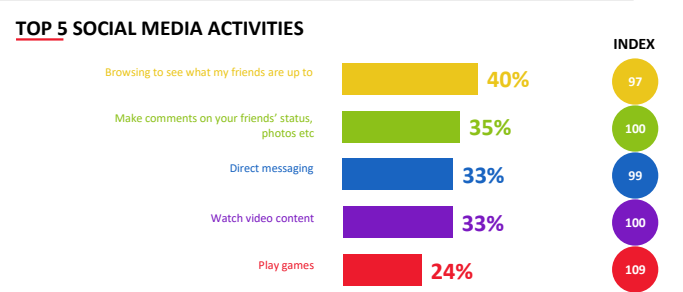 TOP 5 SOCIAL MEDIA ACTIVITIES
INDEX
Browsing to see what my friends are up to
40%
97
Make comments on your friends’ status,
photos etc
35%
100
Direct messaging
33%
99
Watch video content
33%
100
Play games
24%
109